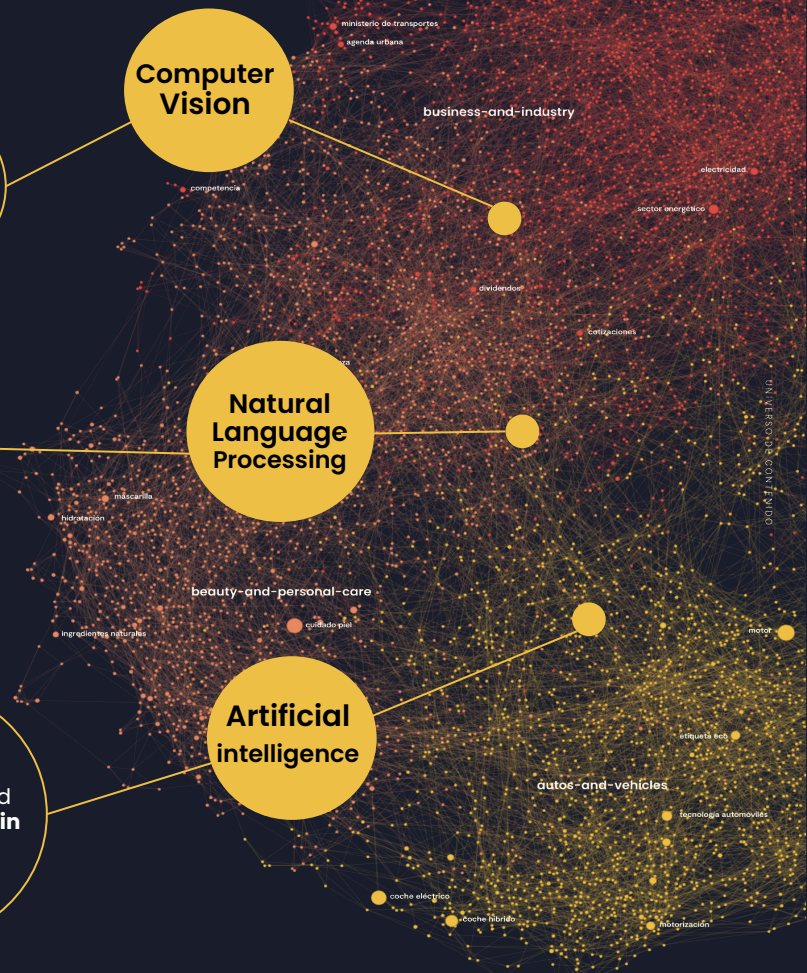 ministerio de transportes
agenda urbana
Computer
Vision
business-and-industry
electricidad
competencia
sector energético
dividendos
cotizaciones
Natural
Language
Processing
UNIVERSO DE CONTENIDO
mascarilla
hidratación
beauty-and-personal-care
cuidado piel
ingredientes naturales
motor
Artificial
intelligence
etiqueta eco
autos-and-vehicles
in
tecnología automóviles
coche eléctrico
coche híbrido
motorización